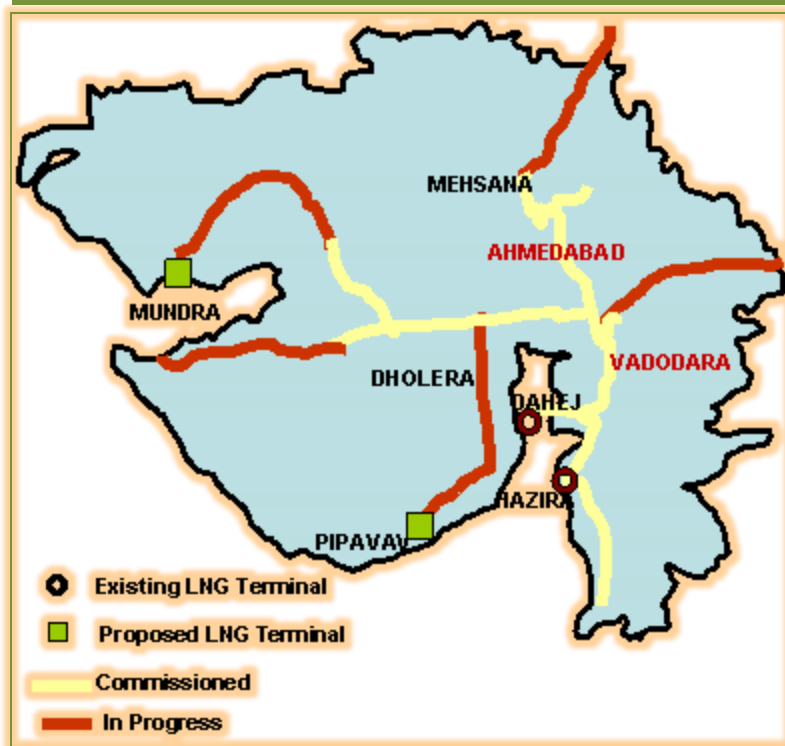 MEHSANA
AHMEDABAD
MUNDRA
VADODARA
DHOLERA
DAHEJ
HAZIRA
PIPAVAV
Existing LNG Terminal
Proposed LNG Terminal
Commissioned
In Progress